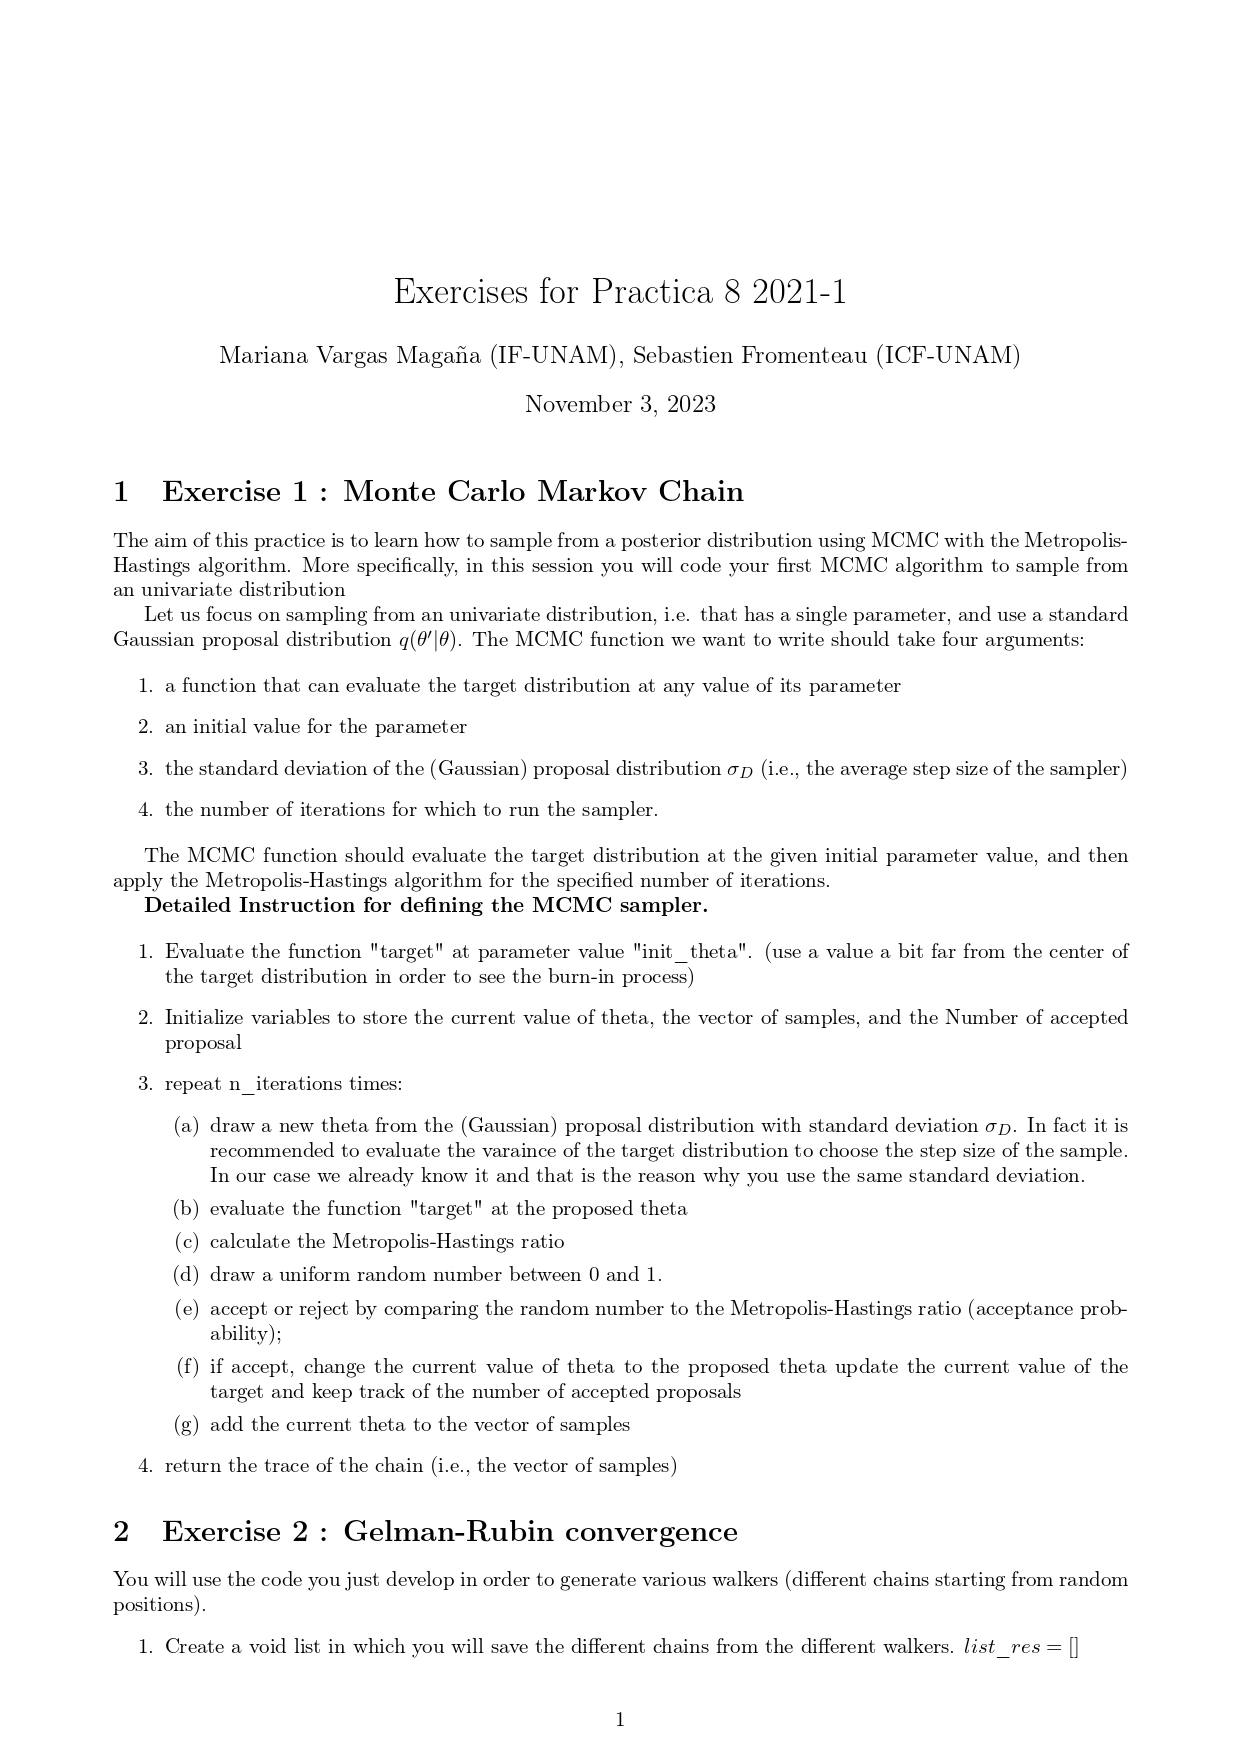 Exercises for Practica 8 2021-1
Mariana Vargas Magaña (IF-UNAM), Sebastien Fromenteau (ICF-UNAM)
November 3, 2023
1 Exercise 1 : Monte Carlo Markov Chain
The aim of this practice is to learn how to sample from a posterior distribution using MCMC with the Metropolis-
Hastings algorithm. More specifically, in this session you will code your first MCMC algorithm to sample from
an univariate distribution
Let us focus on sampling from an univariate distribution, i.e. that has a single parameter, and use a standard
Gaussian proposal distribution q(θ′|θ). The MCMC function we want to write should take four arguments:
1. a function that can evaluate the target distribution at any value of its parameter
2. an initial value for the parameter
3. the standard deviation of the (Gaussian) proposal distribution σ_D (i.e., the average step size of the sampler)
4. the number of iterations for which to run the sampler.
The MCMC function should evaluate the target distribution at the given initial parameter value, and then
apply the Metropolis-Hastings algorithm for the specified number of iterations.
Detailed Instruction for defining the MCMC sampler.
1. Evaluate the function "target" at parameter value "init_theta". (use a value a bit far from the center of
the target distribution in order to see the burn-in process)
2. Initialize variables to store the current value of theta, the vector of samples, and the Number of accepted
proposal
3. repeat n_iterations times:
(a) draw a new theta from the (Gaussian) proposal distribution with standard deviation σ_D. In fact it is
recommended to evaluate the varaince of the target distribution to choose the step size of the sample.
In our case we already know it and that is the reason why you use the same standard deviation.
(b) evaluate the function "target" at the proposed theta
(c) calculate the Metropolis-Hastings ratio
(d) draw a uniform random number between 0 and 1.
(e) accept or reject by comparing the random number to the Metropolis-Hastings ratio (acceptance prob-
ability);
(f) if accept, change the current value of theta to the proposed theta update the current value of the
target and keep track of the number of accepted proposals
(g) add the current theta to the vector of samples
4. return the trace of the chain (i.e., the vector of samples)
2 Exercise 2 : Gelman-Rubin convergence
You will use the code you just develop in order to generate various walkers (different chains starting from random
positions).
1. Create a void list in which you will save the different chains from the different walkers. list_res = []
1